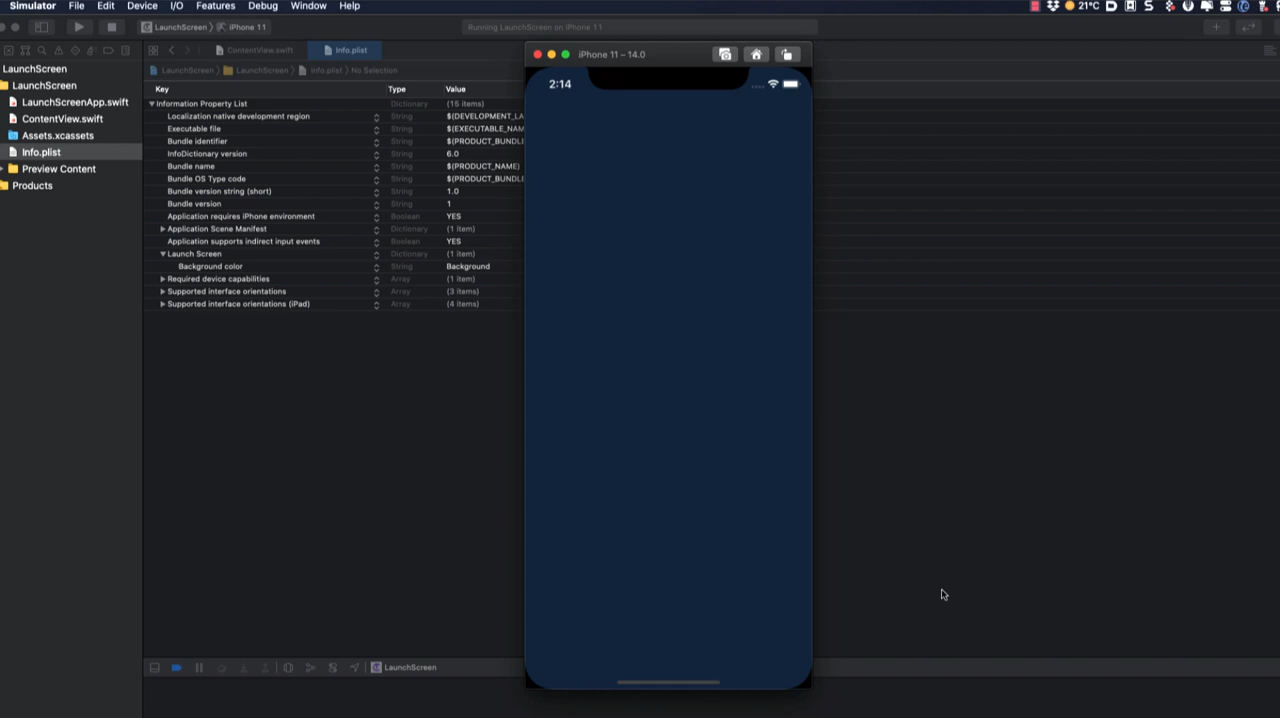 Simulator File Edit Device I/O Features Debug Window Help 21°C
LaunchScreen iPhone 11 Running LaunchScreen on iPhone 11
ContentView.swift Info.plist
iPhone 11 – 14.0
LaunchScreen
LaunchScreen LaunchScreen Info.plist No Selection
LaunchScreen
2:14
Key Type Value
LaunchScreenApp.swift
Information Property List Dictionary (15 items)
ContentView.swift
Localization native development region String $(DEVELOPMENT_LA
Executable file String $(EXECUTABLE_NAM
Assets.xcassets
Bundle identifier String $(PRODUCT_BUNDLE
Info.plist
InfoDictionary version String 6.0
Bundle name String $(PRODUCT_NAME)
Preview Content
Bundle OS Type code String $(PRODUCT_BUNDLE
Products
Bundle version string (short) String 1.0
Bundle version String 1
Application requires iPhone environment Boolean YES
Application Scene Manifest Dictionary (1 item)
Application supports indirect input events Boolean YES
Launch Screen Dictionary (1 item)
Background color String Background
Required device capabilities Array (1 item)
Supported interface orientations Array (3 items)
Supported interface orientations (iPad) Array (4 items)
LaunchScreen